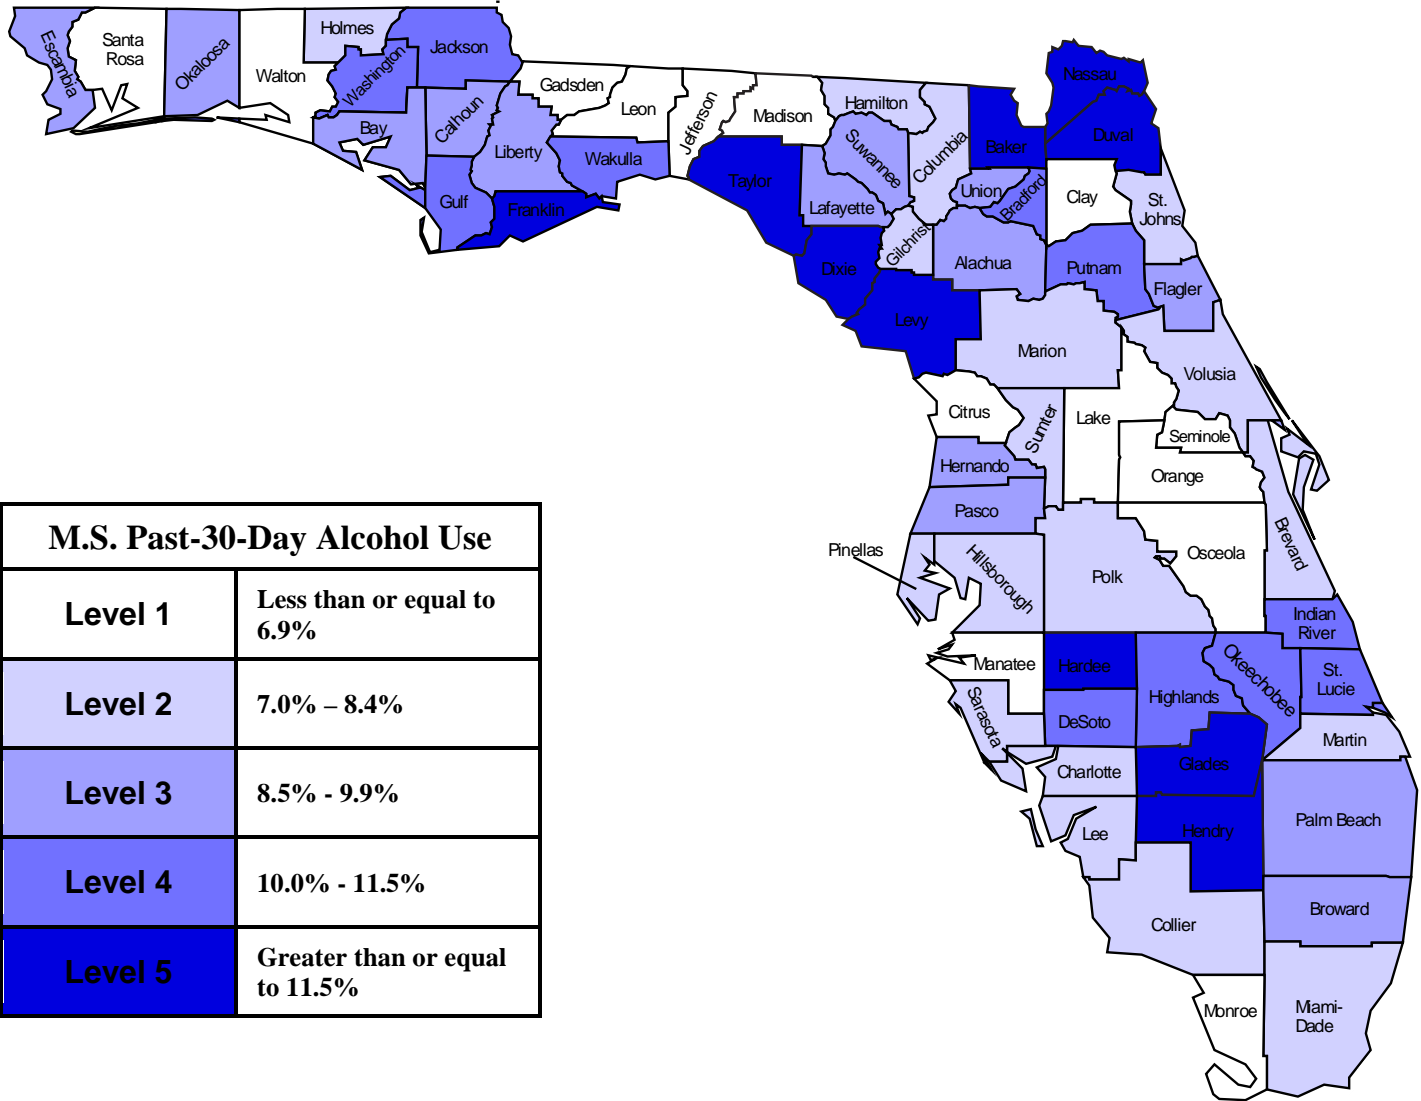 Holmes
Jackson
Escambia
Santa
Rosa
Okaloosa
Walton
Washington
Gadsden
Leon
Jefferson
Madison
Hamilton
Nassau
Bay
Calhoun
Liberty
Wakulla
Suwannee
Columbia
Baker
Duval
Gulf
Franklin
Taylor
Lafayette
Union
Bradford
Clay
St.
Johns
Gilchrist
Dixie
Alachua
Putnam
Flagler
Levy
Marion
Volusia
Citrus
Sumter
Lake
Seminole
Hernando
Orange
Pasco
Pinellas
Hillsborough
Polk
Osceola
Brevard
Indian
River
Manatee
Hardee
Highlands
Okeechobee
St.
Lucie
Sarasota
DeSoto
Martin
Charlotte
Glades
Lee
Hendry
Palm Beach
Collier
Broward
Monroe
Miami-
Dade
M.S. Past-30-Day Alcohol Use
Level 1
Less than or equal to
6.9%
Level 2
7.0% – 8.4%
Level 3
8.5% - 9.9%
Level 4
10.0% - 11.5%
Level 5
Greater than or equal
to 11.5%